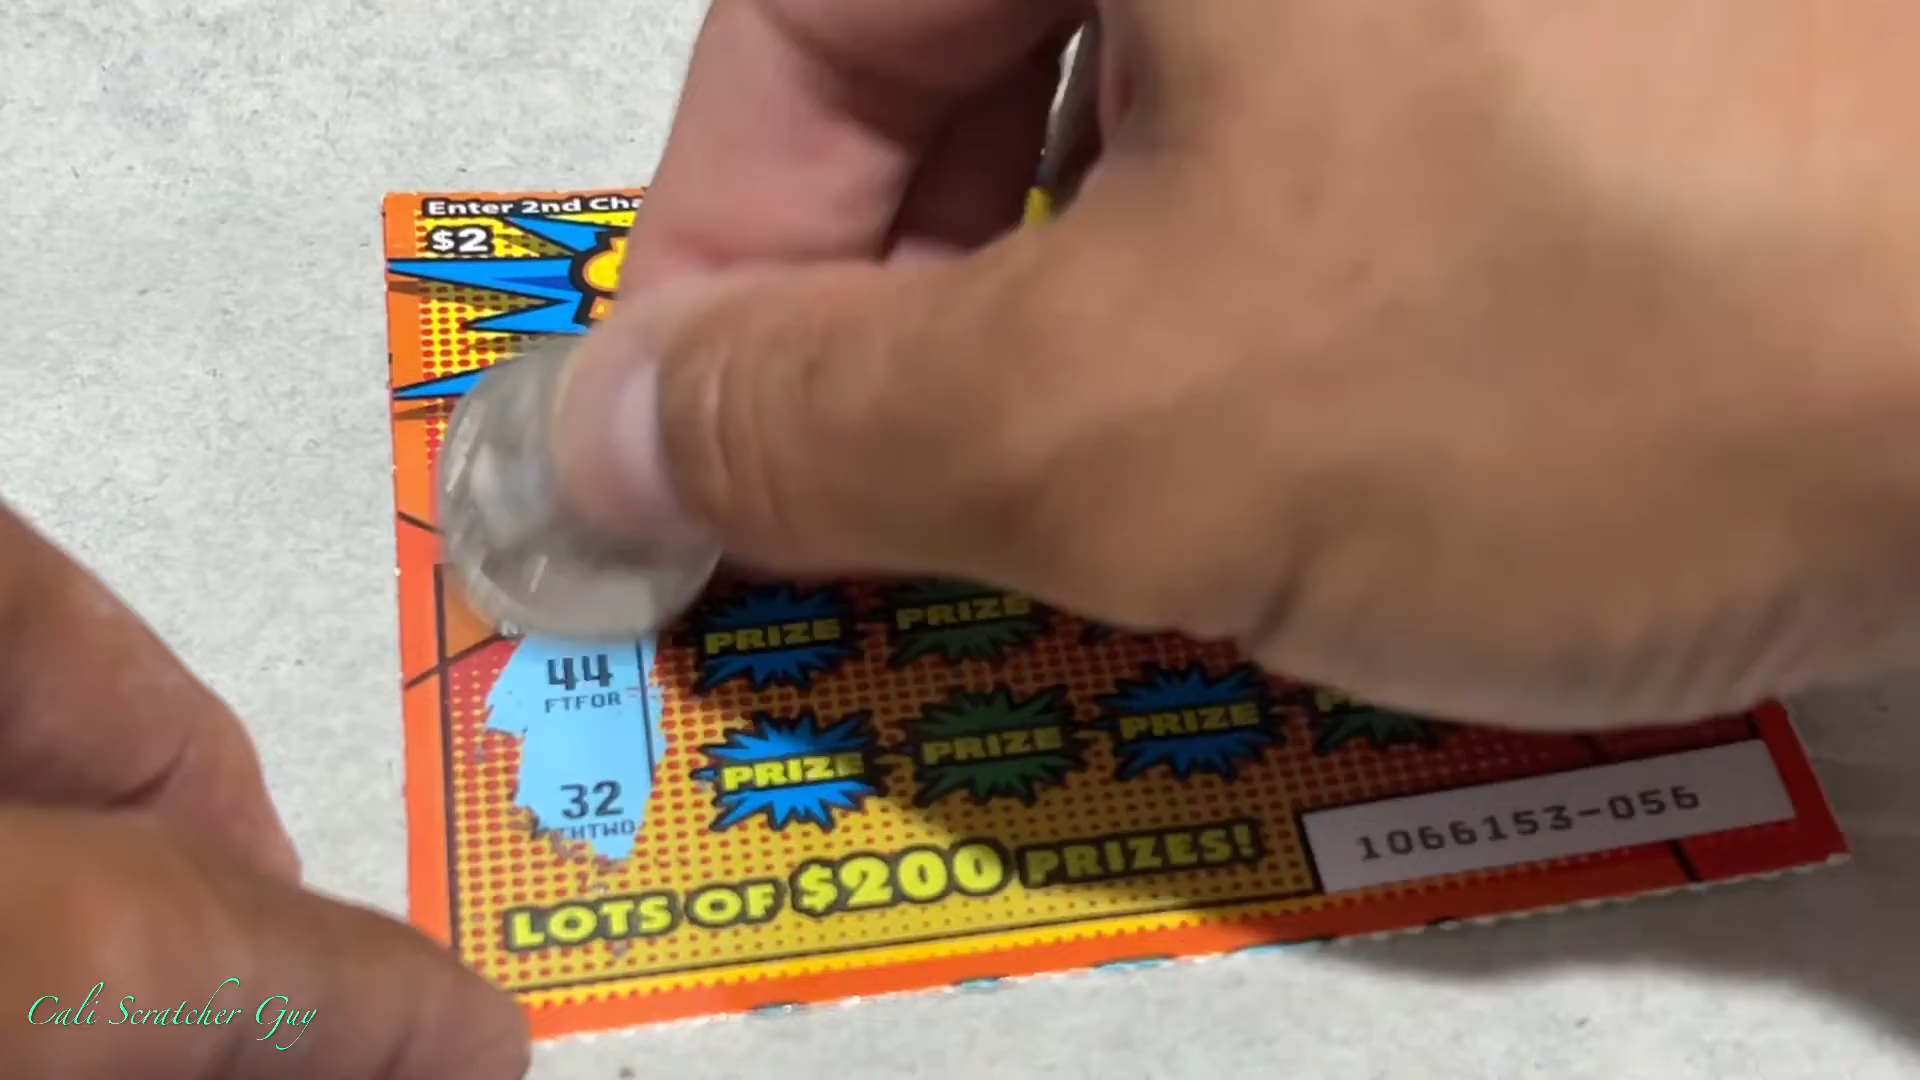 Enter 2nd Cha
$2
PRIZE PRIZE
44
FTFOR
PRIZE PRIZE PRIZE
32
THTWO
LOTS OF $200 PRIZES!
1066153-056
Cali Scratcher Guy